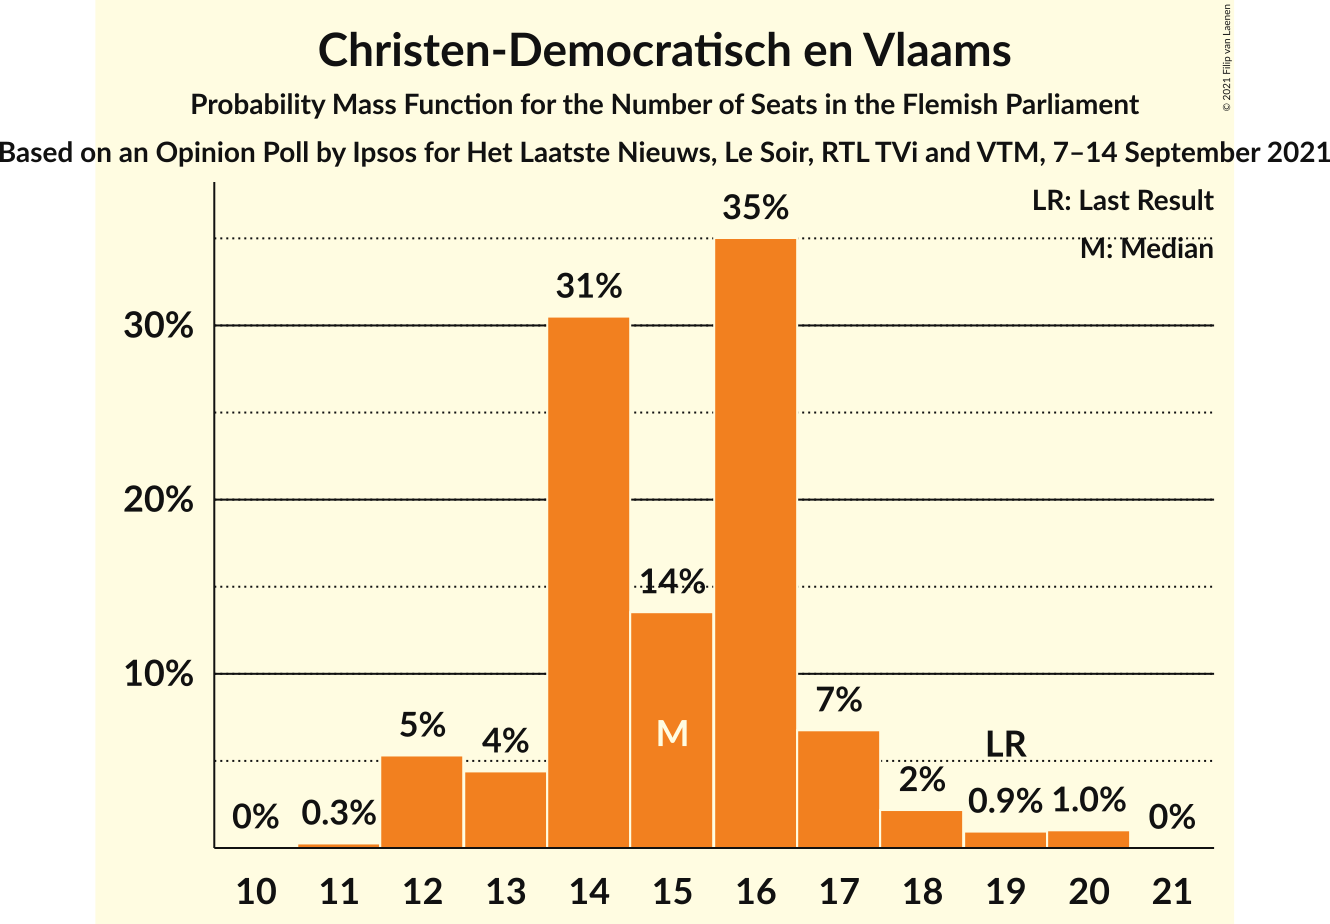 Christen-Democratisch en Vlaams
Probability Mass Function for the Number of Seats in the Flemish Parliament
Based on an Opinion Poll by Ipsos for Het Laatste Nieuws, Le Soir, RTL TVi and VTM, 7–14 September 2021
© 2021 Filip van Laenen
LR: Last Result
M: Median
35%
31%
30%
20%
14%
10%
7%
M
5%
4%
LR
2%
0%
0.3%
0.9%
1.0%
0%
10 11 12 13 14 15 16 17 18 19 20 21